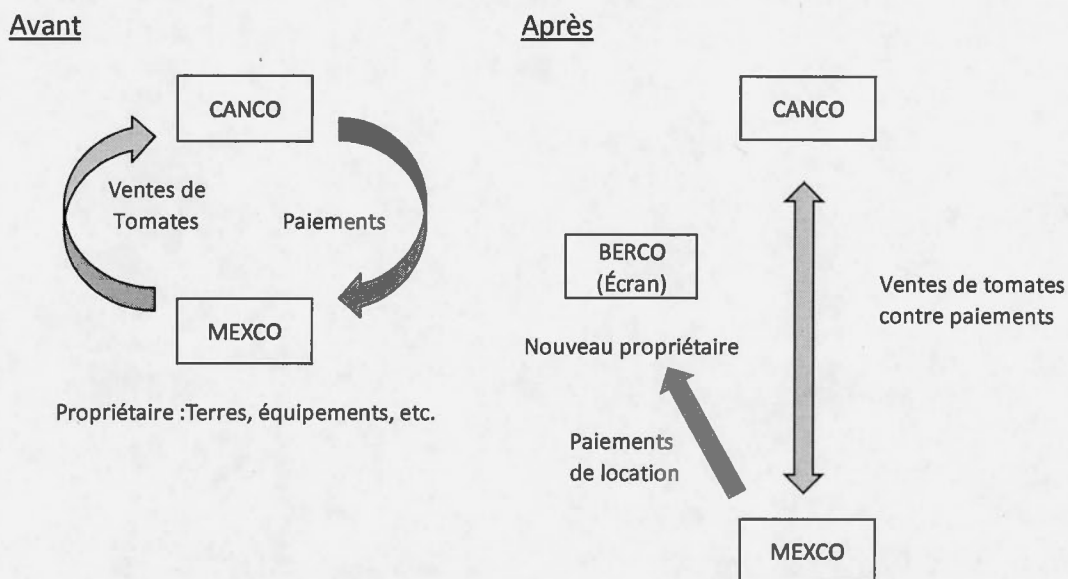 Avant
CANCO
Ventes de
Tomates
Paiements
MEXCO
Propriétaire :Terres, équipements, etc.
Après
CANCO
BERCO
(Écran)
Nouveau propriétaire
Ventes de tomates
contre paiements
Paiements
de location
MEXCO